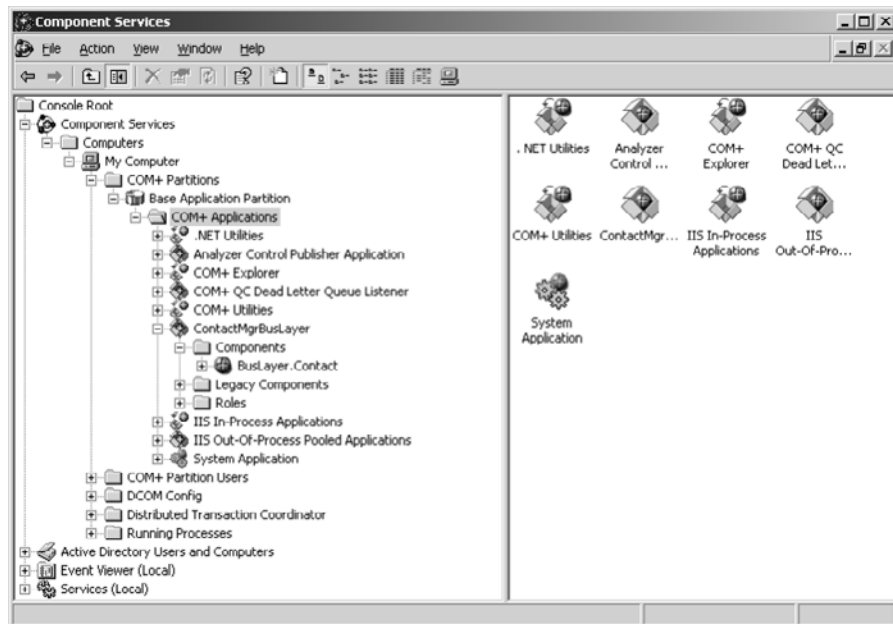 Component Services
File Action View Window Help
Console Root
Component Services
Computers
My Computer
COM+ Partitions
Base Application Partition
COM+ Applications
.NET Utilities
Analyzer Control Publisher Application
COM+ Explorer
COM+ QC Dead Letter Queue Listener
COM+ Utilities
ContactMgrBusLayer
Components
BusLayer.Contact
Legacy Components
Roles
IIS In-Process Applications
IIS Out-Of-Process Pooled Applications
System Application
COM+ Partition Users
DCOM Config
Distributed Transaction Coordinator
Running Processes
Active Directory Users and Computers
Event Viewer (Local)
Services (Local)
.NET Utilities
Analyzer
Control ...
COM+
Explorer
COM+ QC
Dead Let...
COM+ Utilities
ContactMgr...
IIS In-Process
Applications
IIS
Out-Of-Pro...
System
Application